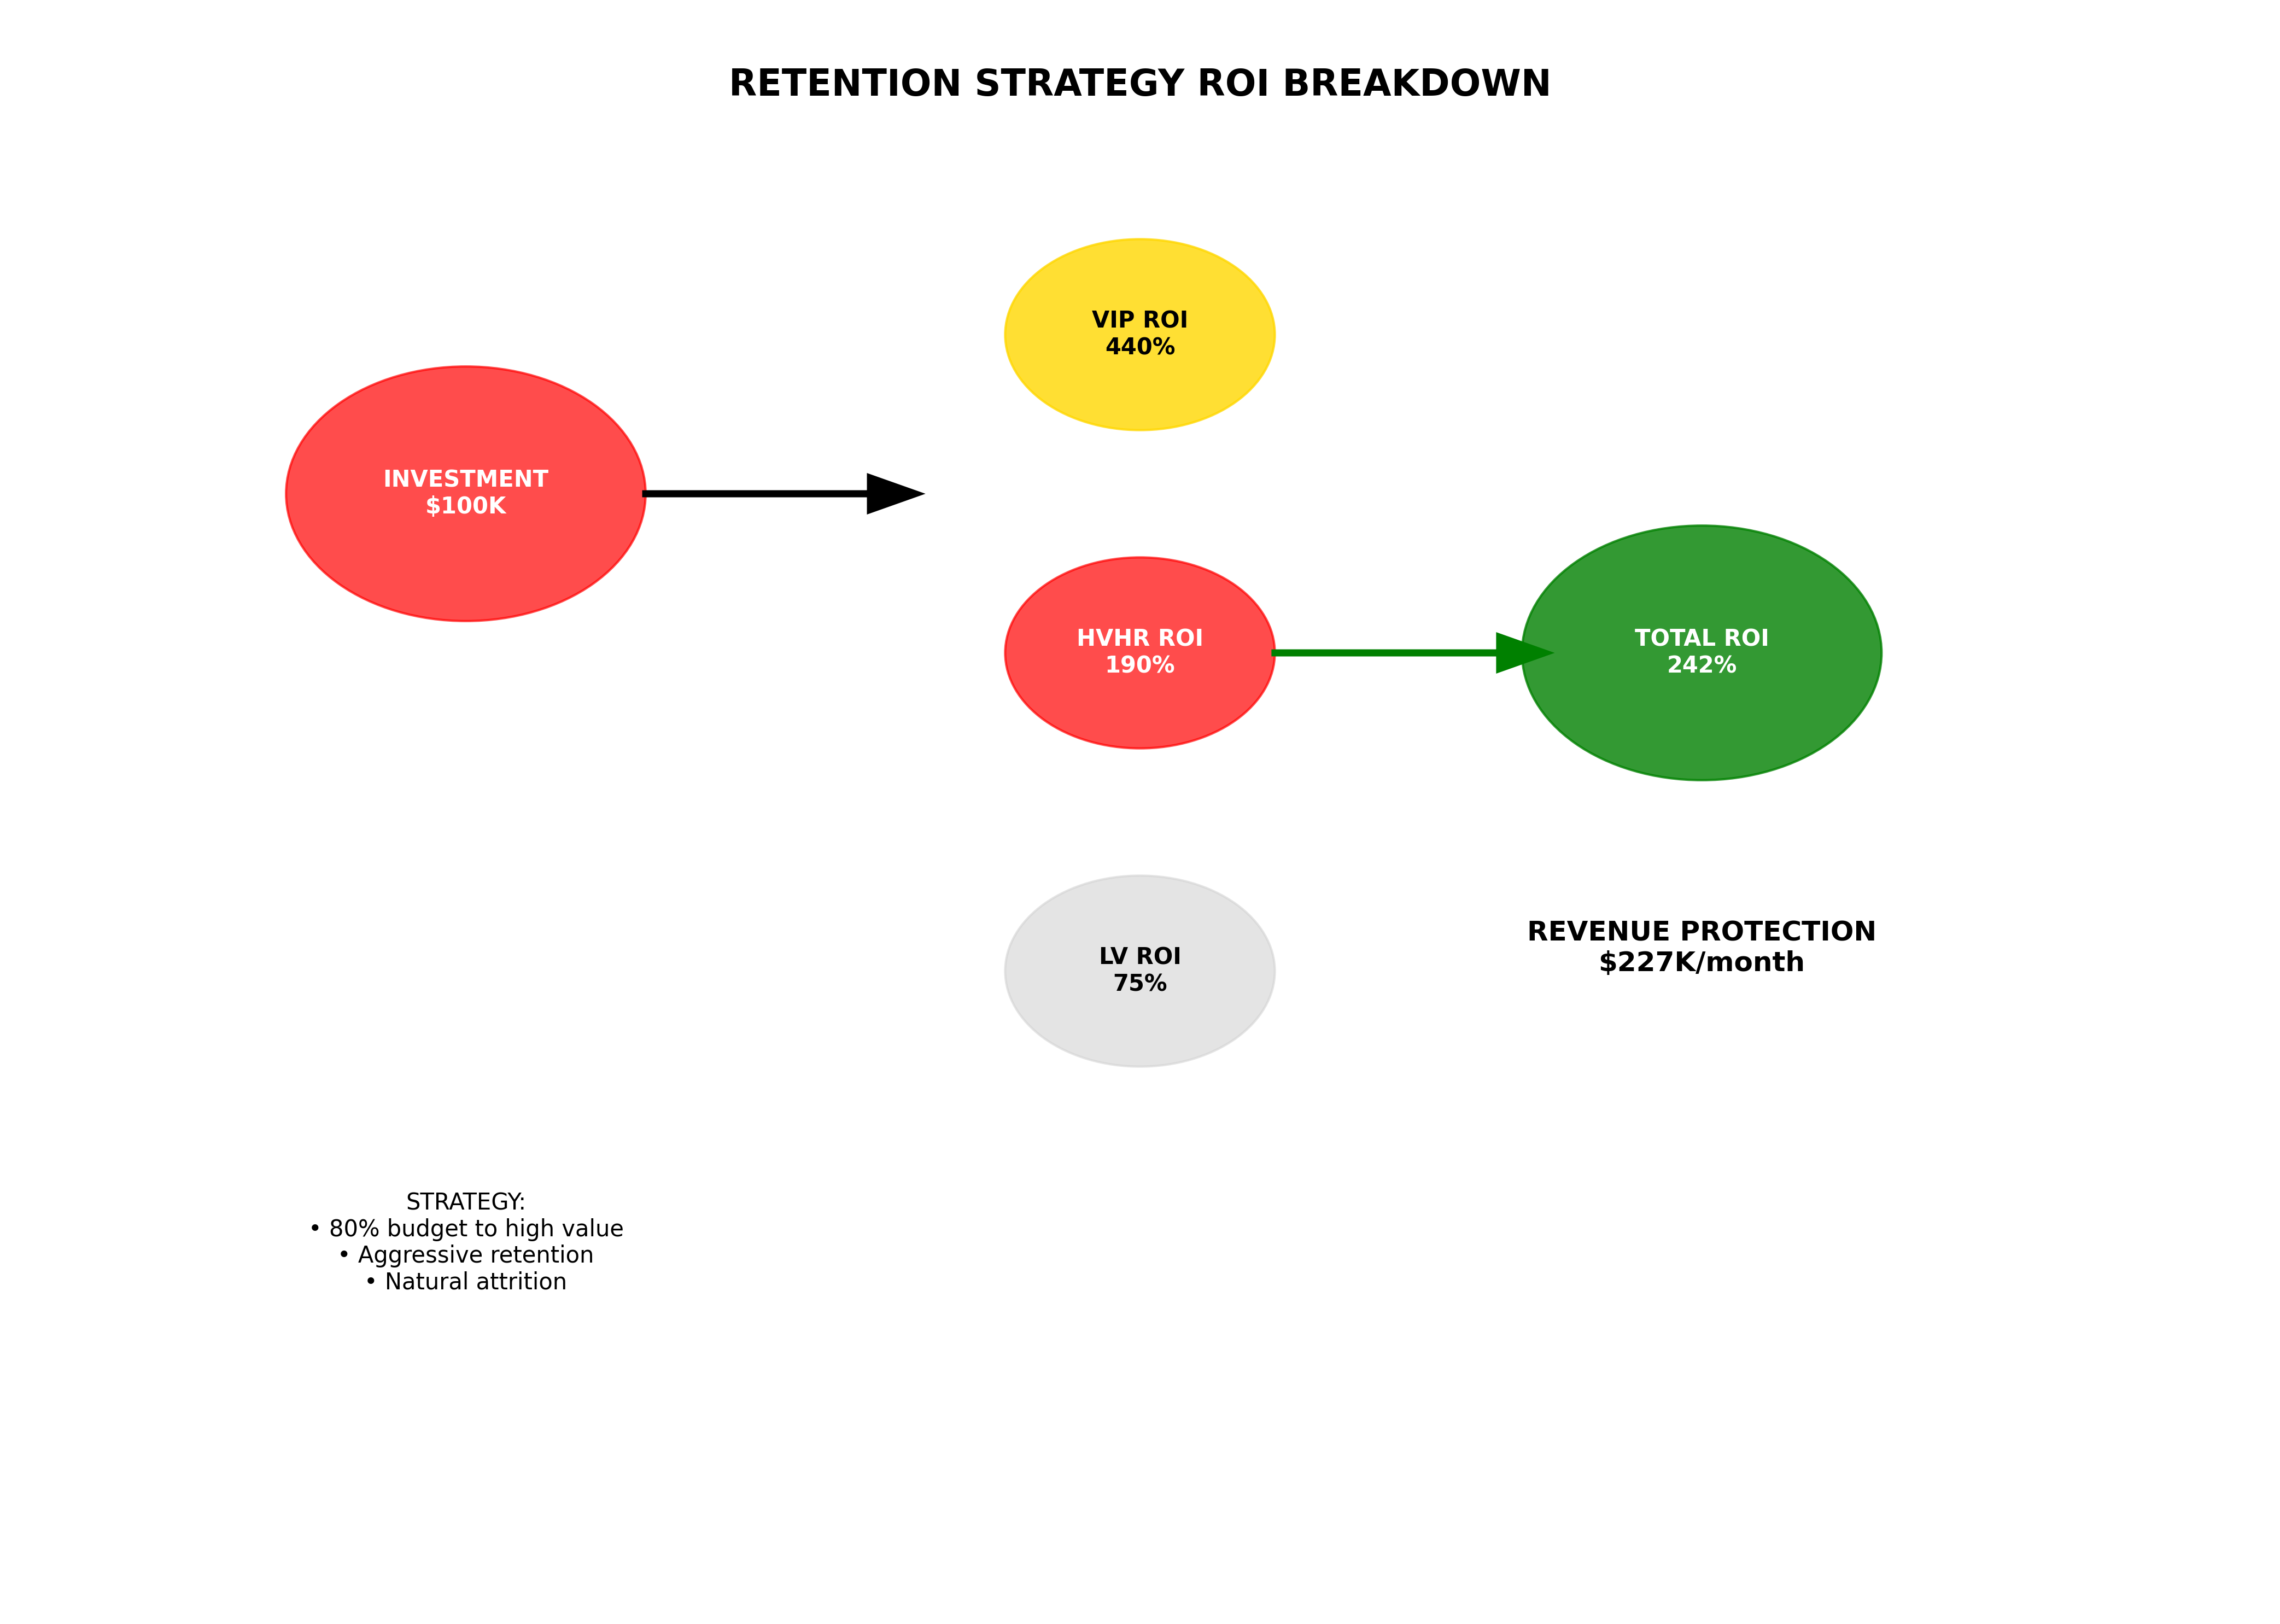 RETENTION STRATEGY ROI BREAKDOWN
VIP ROI
440%
INVESTMENT
$100K
HVHR ROI
190%
TOTAL ROI
242%
LV ROI
75%
REVENUE PROTECTION
$227K/month
STRATEGY:
• 80% budget to high value
• Aggressive retention
• Natural attrition